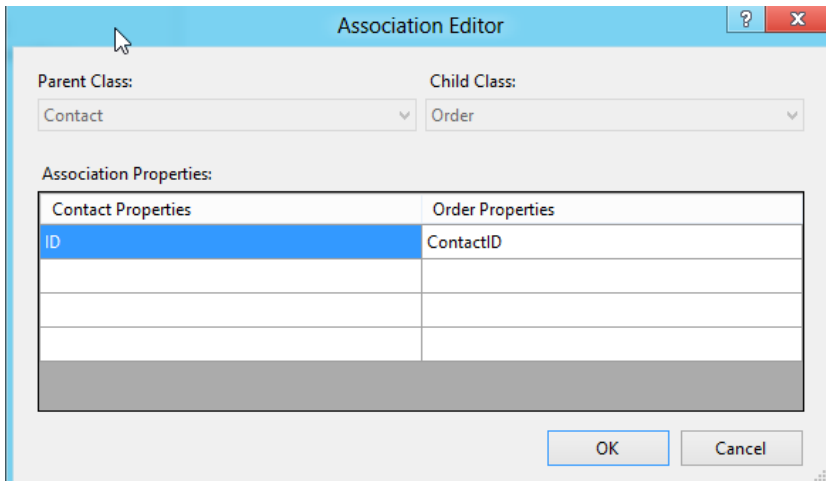 Association Editor
? x
Parent Class: Child Class:
Contact Order
Association Properties:
Contact Properties Order Properties
ID ContactID
OK Cancel